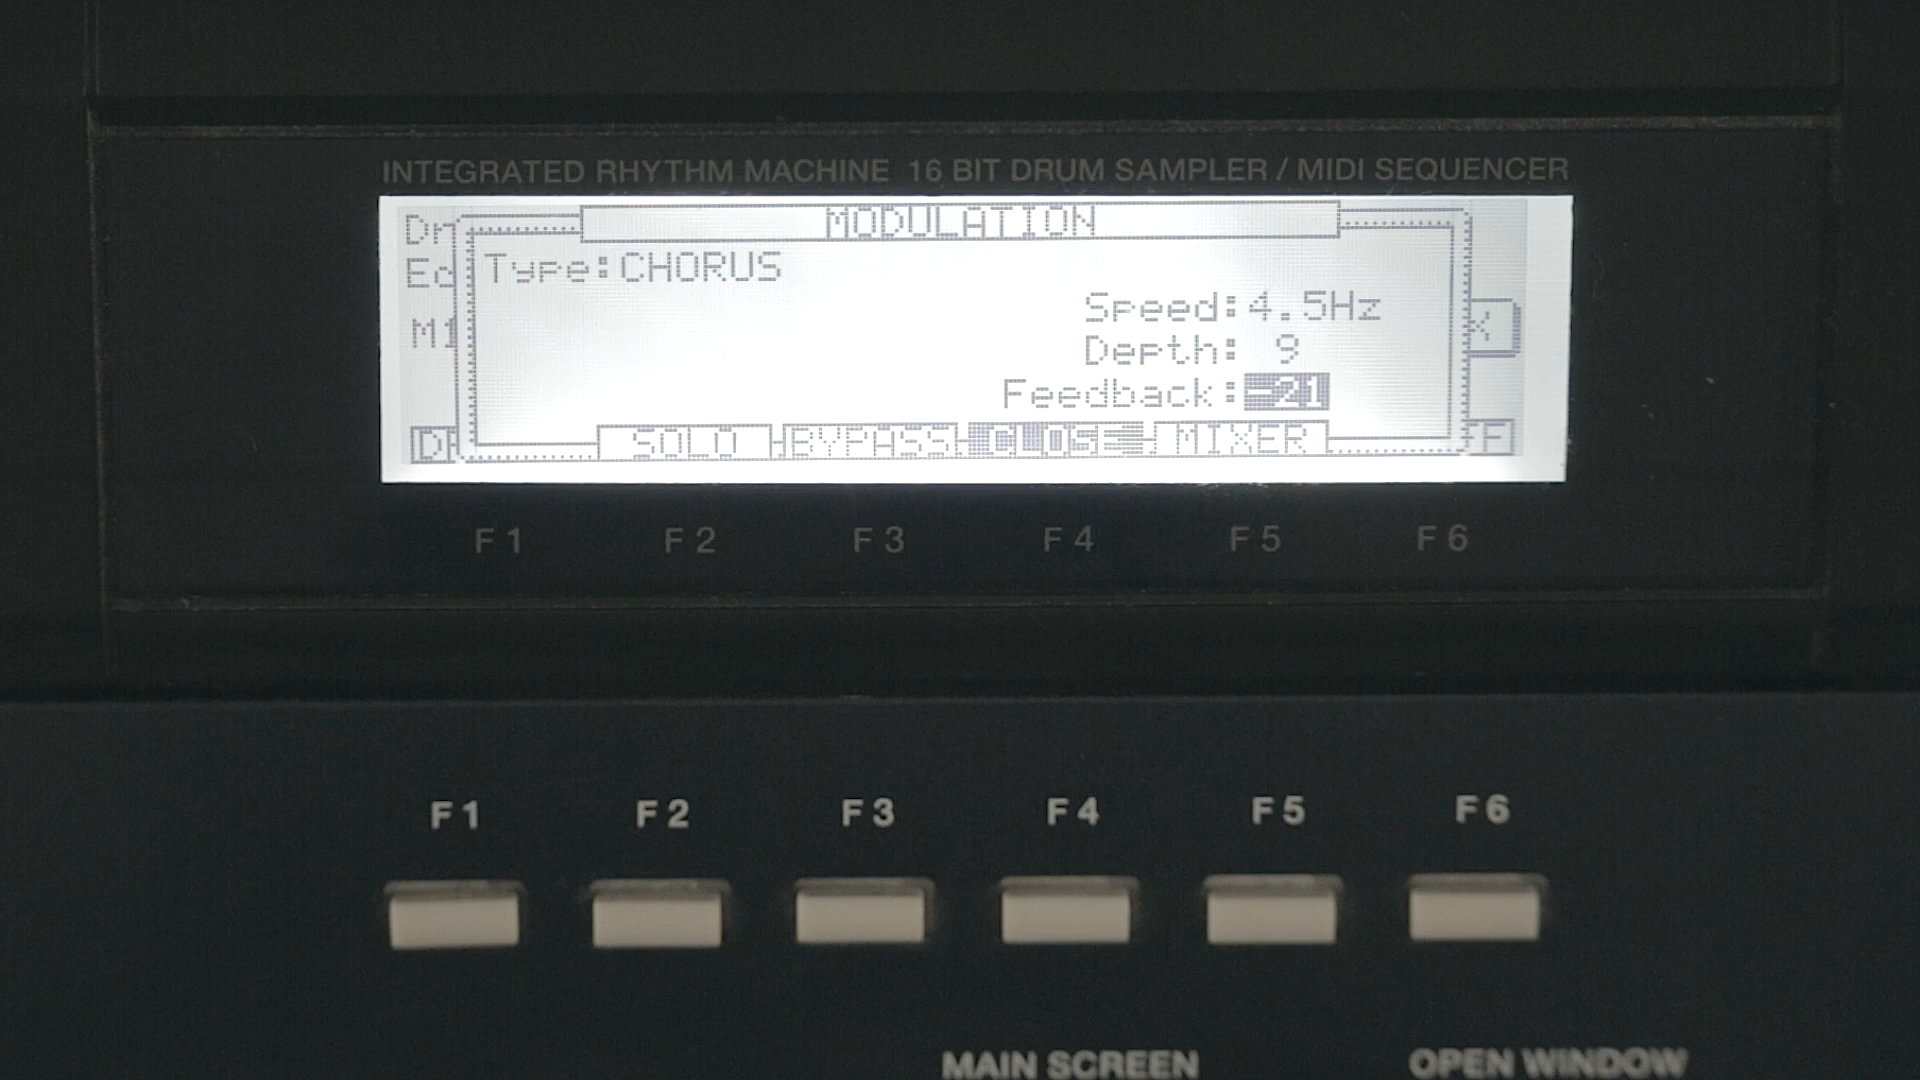 INTEGRATED RHYTHM MACHINE 16 BIT DRUM SAMPLER / MIDI SEQUENCER
MODULATION
Type:CHORUS
Speed:4.5Hz
Depth: 9
Feedback:-21
SOLO BYPASS CLOSE MIXER
F1 F2 F3 F4 F5 F6
F1 F2 F3 F4 F5 F6
MAIN SCREEN OPEN WINDOW